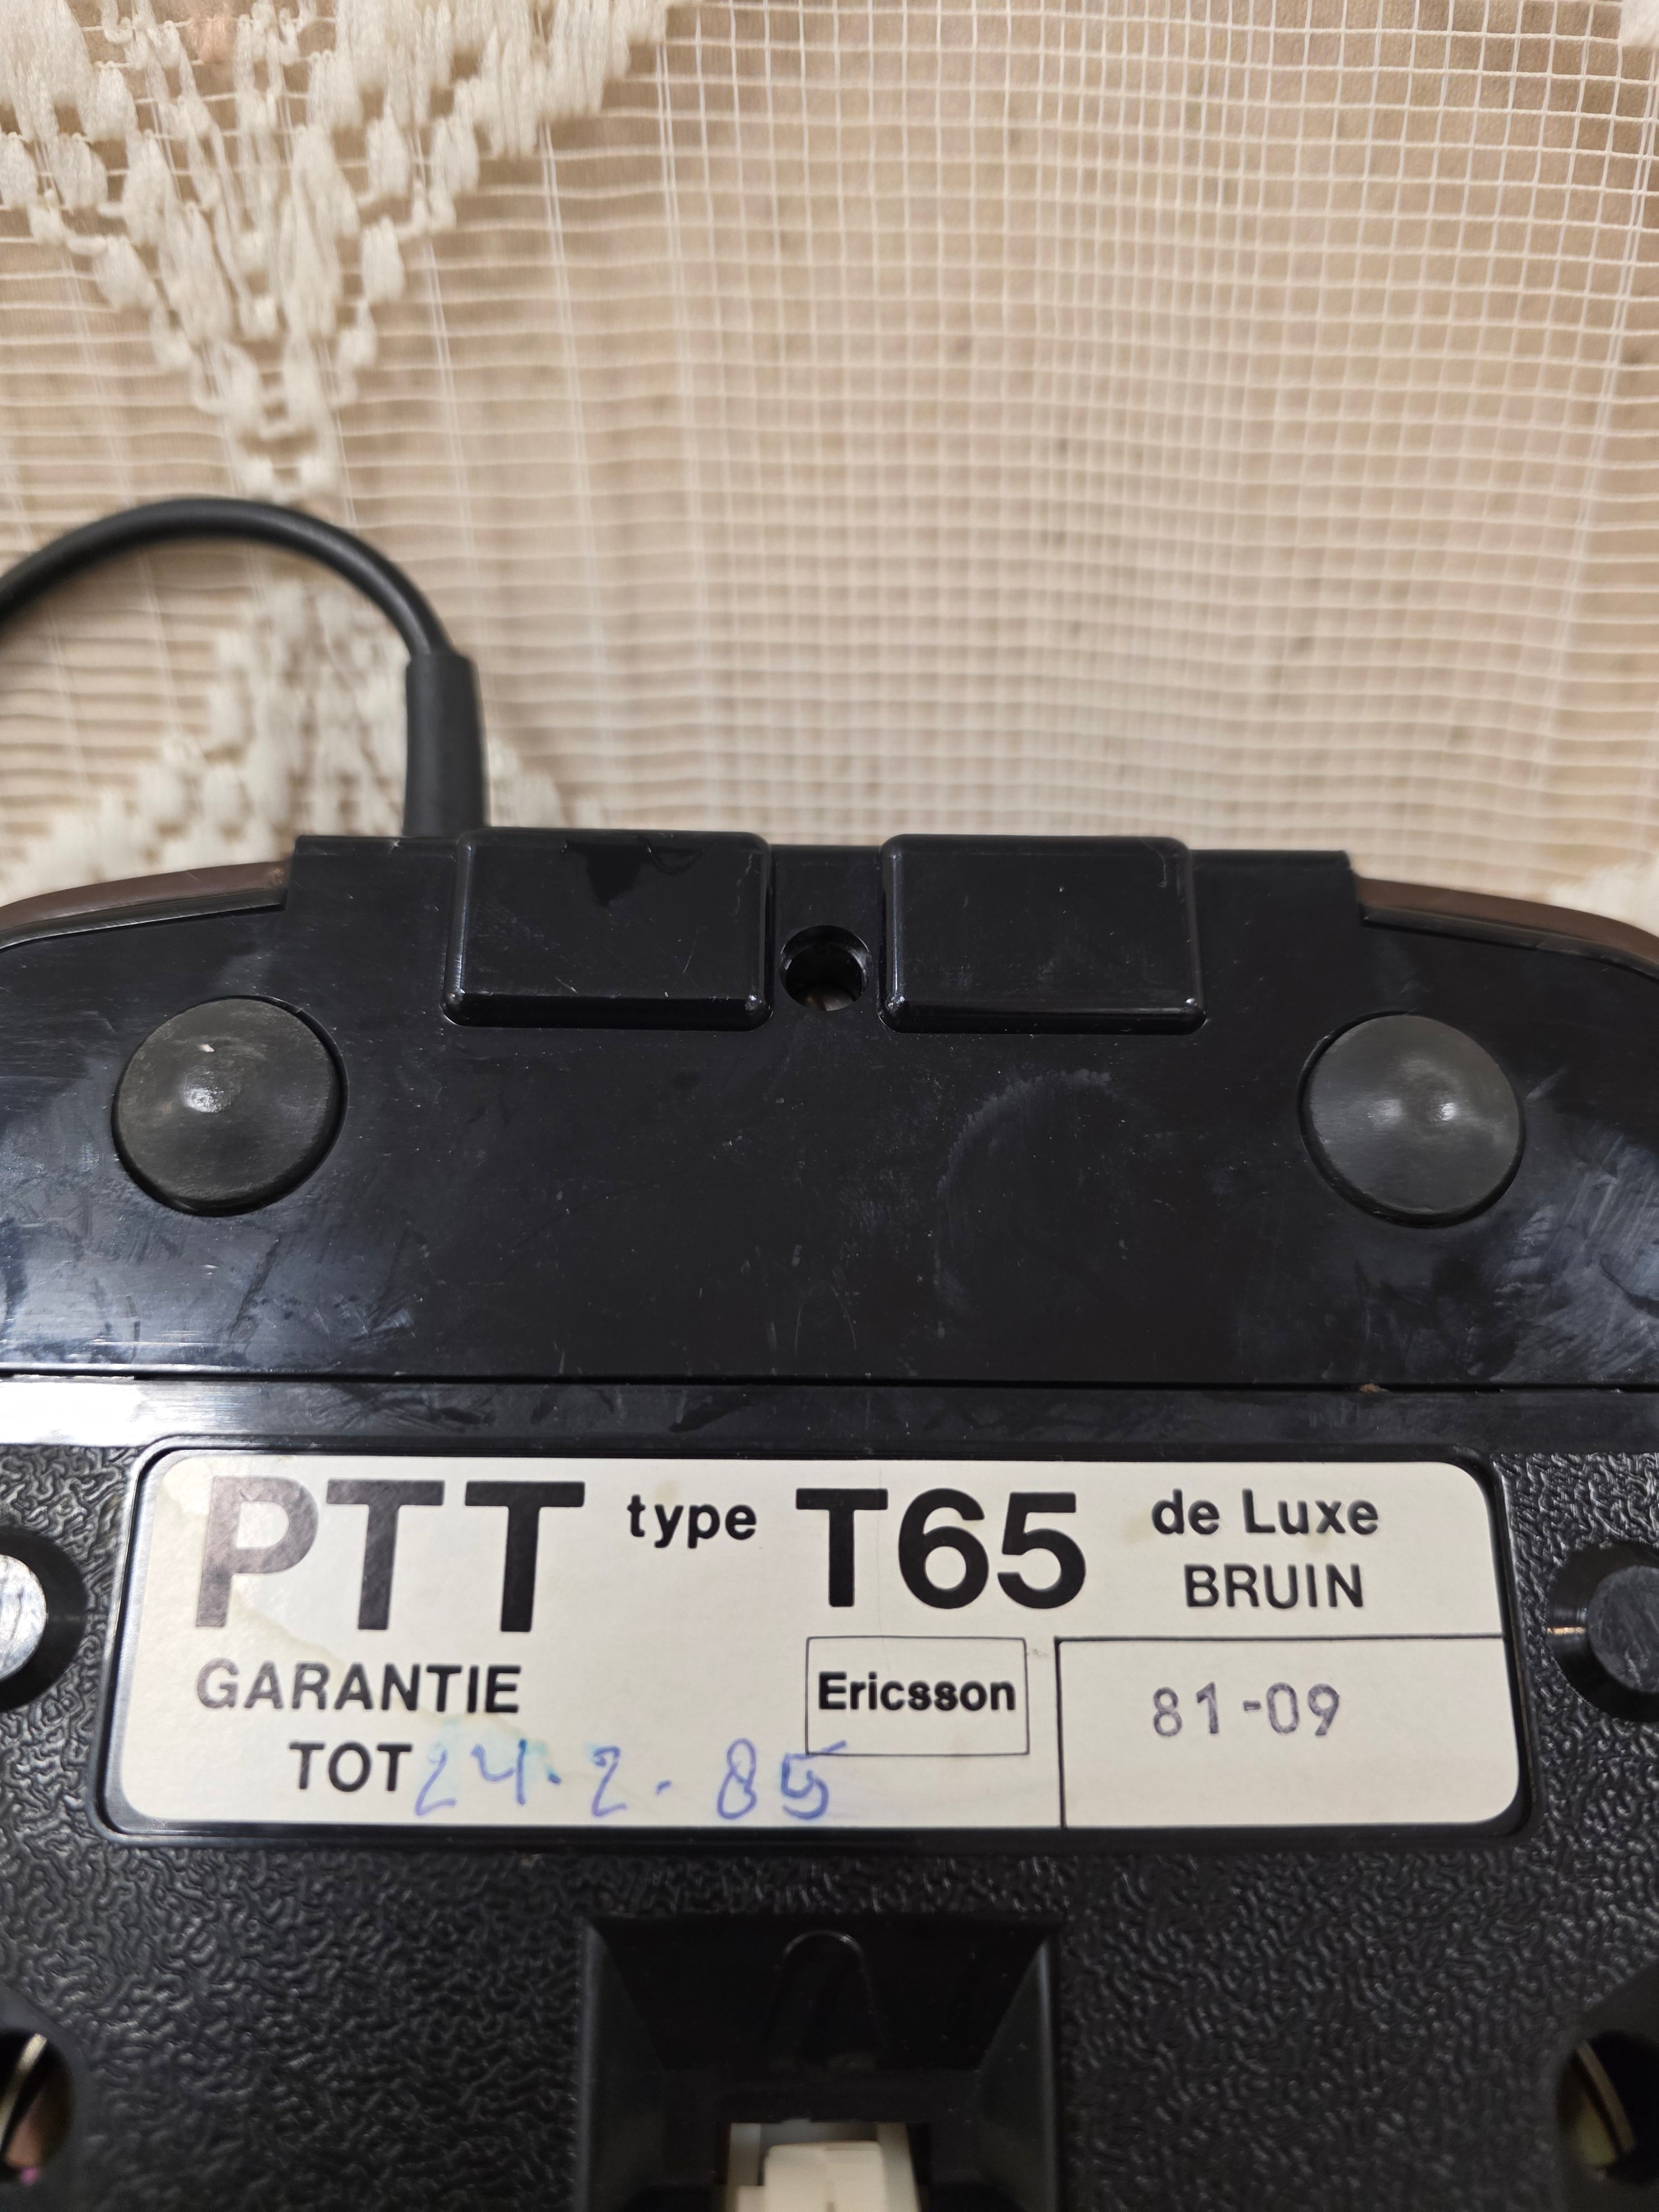 PTT type T65 de Luxe
BRUIN
GARANTIE Ericsson 81-09
TOT 24.2.85